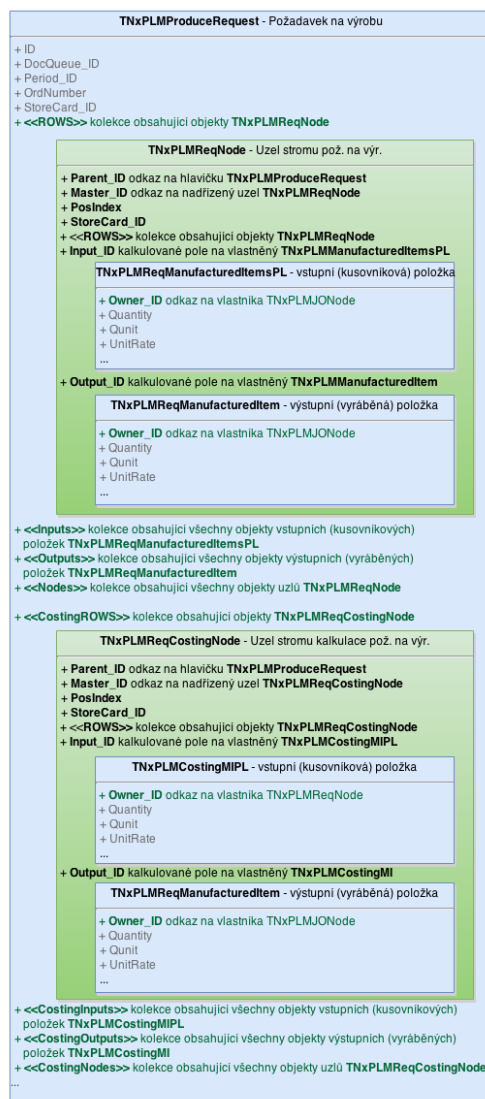 TNxPLMProduceRequest - Požadavek na výrobu
+ ID
+ DocQueue_ID
+ Period_ID
+ OrdNumber
+ StoreCard_ID
+ <<ROWS>> kolekce obsahující objekty TNxPLMReqNode
TNxPLMReqNode - Uzel stromu pož. na výr.
+ Parent_ID odkaz na hlavičku TNxPLMProduceRequest
+ Master_ID odkaz na nadřízený uzel TNxPLMReqNode
+ PosIndex
+ StoreCard_ID
+ <<ROWS>> kolekce obsahující objekty TNxPLMReqNode
+ Input_ID kalkulované pole na vlastněný TNxPLMManufacturedItemsPL
TNxPLMReqManufacturedItemsPL - vstupní (kusovníková) položka
+ Owner_ID odkaz na vlastníka TNxPLMJONode
+ Quantity
+ Qunit
+ UnitRate
...
+ Output_ID kalkulované pole na vlastněný TNxPLMManufacturedItem
TNxPLMReqManufacturedItem - výstupní (vyráběná) položka
+ Owner_ID odkaz na vlastníka TNxPLMJONode
+ Quantity
+ Qunit
+ UnitRate
...
+ <<Inputs>> kolekce obsahující všechny objekty vstupních (kusovníkových)
položek TNxPLMReqManufacturedItemsPL
+ <<Outputs>> kolekce obsahující všechny objekty výstupních (vyráběných)
položek TNxPLMReqManufacturedItem
+ <<Nodes>> kolekce obsahující všechny objekty uzlů TNxPLMReqNode
+ <<CostingROWS>> kolekce obsahující objekty TNxPLMReqCostingNode
TNxPLMReqCostingNode - Uzel stromu kalkulace pož. na výr.
+ Parent_ID odkaz na hlavičku TNxPLMProduceRequest
+ Master_ID odkaz na nadřízený uzel TNxPLMReqCostingNode
+ PosIndex
+ StoreCard_ID
+ <<ROWS>> kolekce obsahující objekty TNxPLMReqCostingNode
+ Input_ID kalkulované pole na vlastněný TNxPLMCostingMIPL
TNxPLMCostingMIPL - vstupní (kusovníková) položka
+ Owner_ID odkaz na vlastníka TNxPLMReqNode
+ Quantity
+ Qunit
+ UnitRate
...
+ Output_ID kalkulované pole na vlastněný TNxPLMCostingMI
TNxPLMReqManufacturedItem - výstupní (vyráběná) položka
+ Owner_ID odkaz na vlastníka TNxPLMJONode
+ Quantity
+ Qunit
+ UnitRate
...
+ <<CostingInputs>> kolekce obsahující všechny objekty vstupních (kusovníkových)
položek TNxPLMCostingMIPL
+ <<CostingOutputs>> kolekce obsahující všechny objekty výstupních (vyráběných)
položek TNxPLMCostingMI
+ <<CostingNodes>> kolekce obsahující všechny objekty uzlů TNxPLMReqCostingNode
...